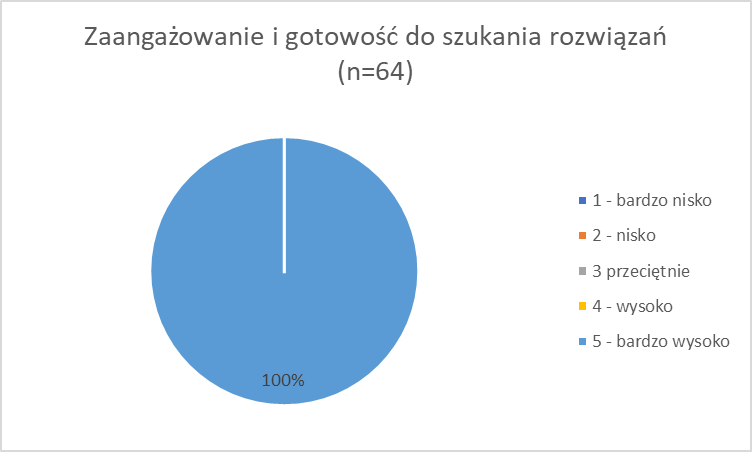 Zaangażowanie i gotowość do szukania rozwiązań
(n=64)
1 - bardzo nisko
2 - nisko
3 przeciętnie
4 - wysoko
5 - bardzo wysoko
100%